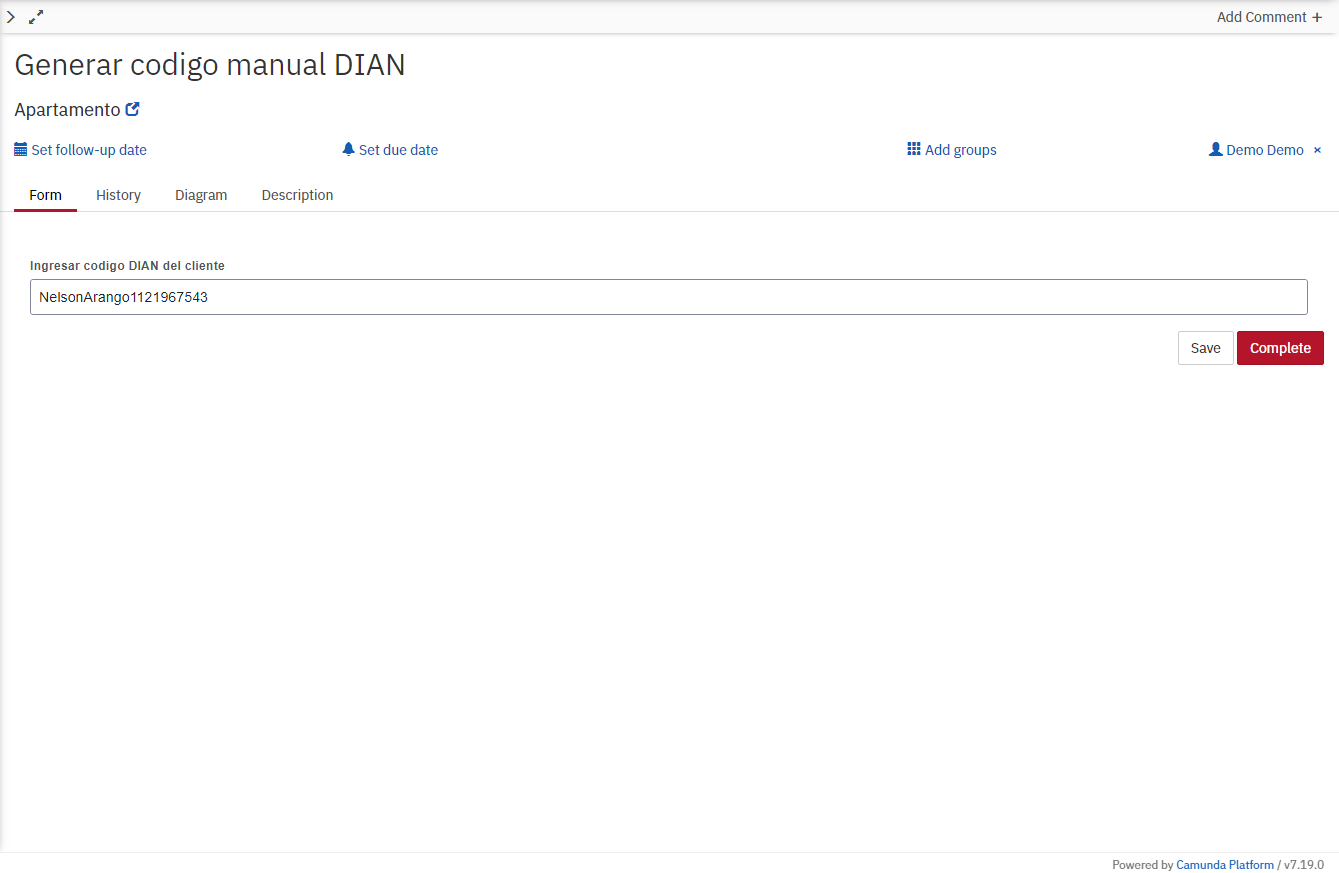 Add Comment +
Generar codigo manual DIAN
Apartamento
Set follow-up date Set due date Add groups Demo Demo ×
Form History Diagram Description
Ingresar codigo DIAN del cliente
NelsonArango1121967543
Save Complete
Powered by Camunda Platform / v7.19.0